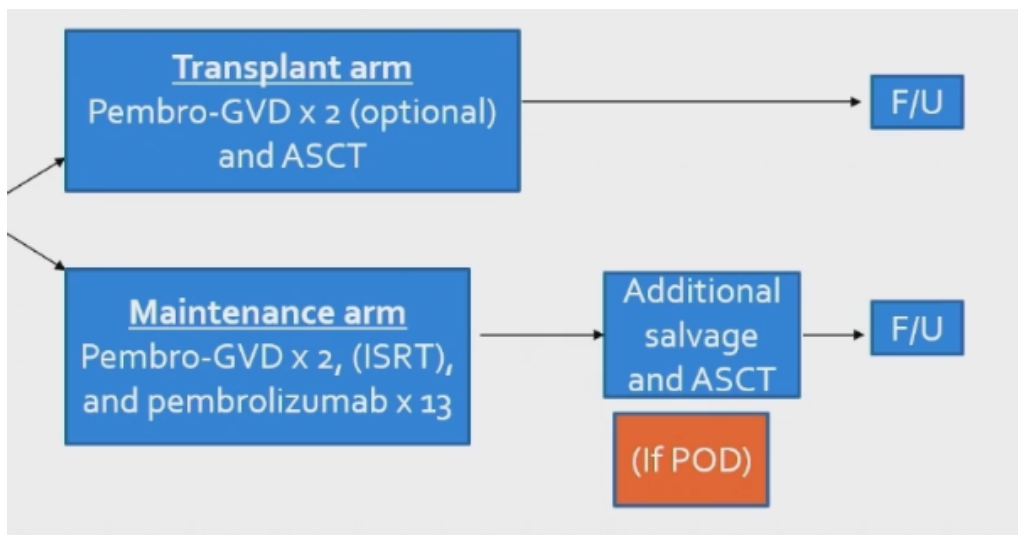 Transplant arm
Pembro-GVD x 2 (optional)
and ASCT
F/U
Maintenance arm
Pembro-GVD x 2, (ISRT),
and pembrolizumab x 13
Additional
salvage
and ASCT
F/U
(If POD)